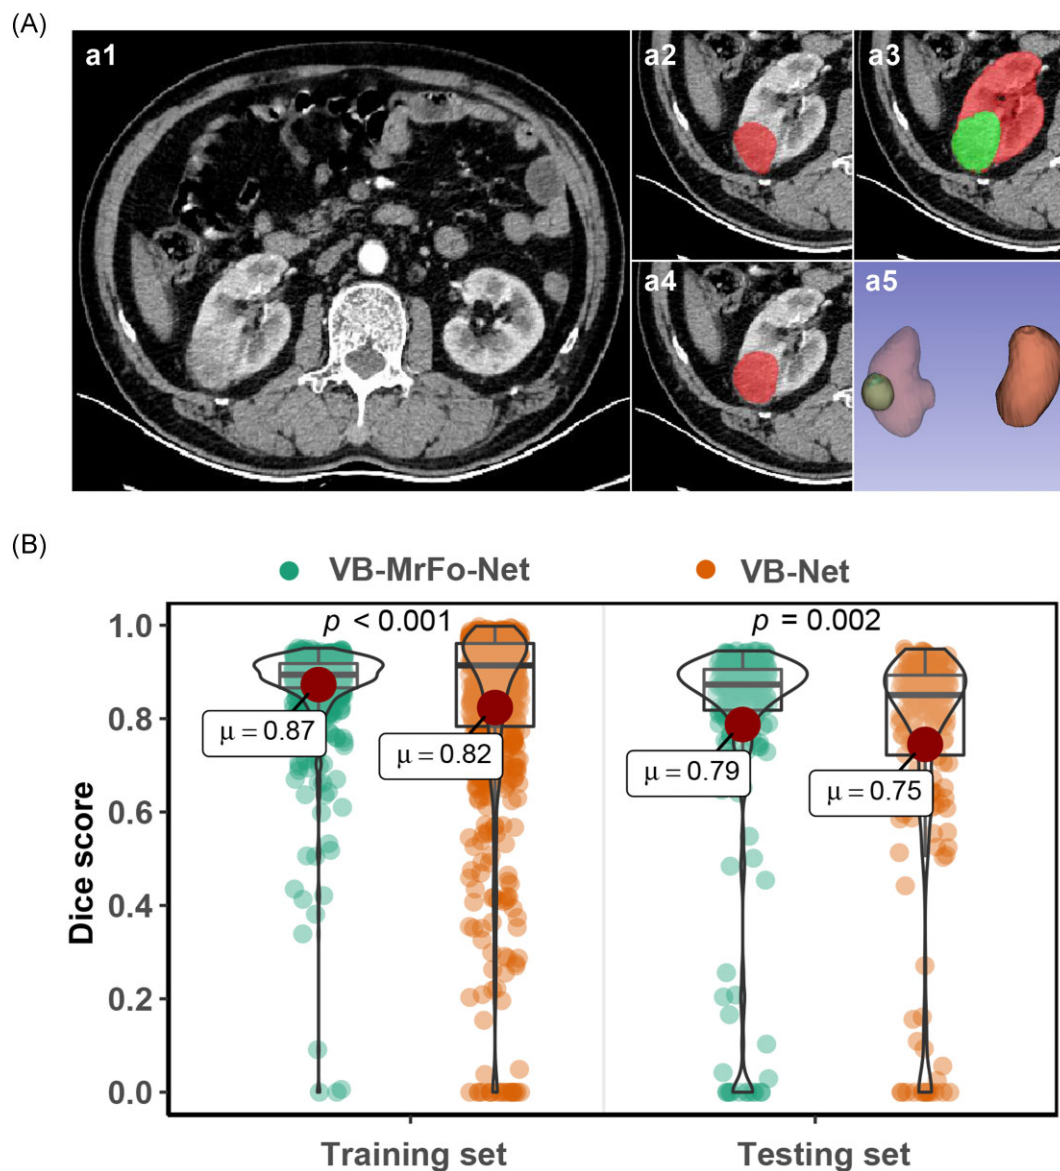 (A)
a1
a2
a3
a4
a5
(B)
VB-MrFo-Net
VB-Net
p < 0.001
p = 0.002
1.0
0.8
0.6
0.4
0.2
0.0
Dice score
μ = 0.87
μ = 0.82
μ = 0.79
μ = 0.75
Training set
Testing set